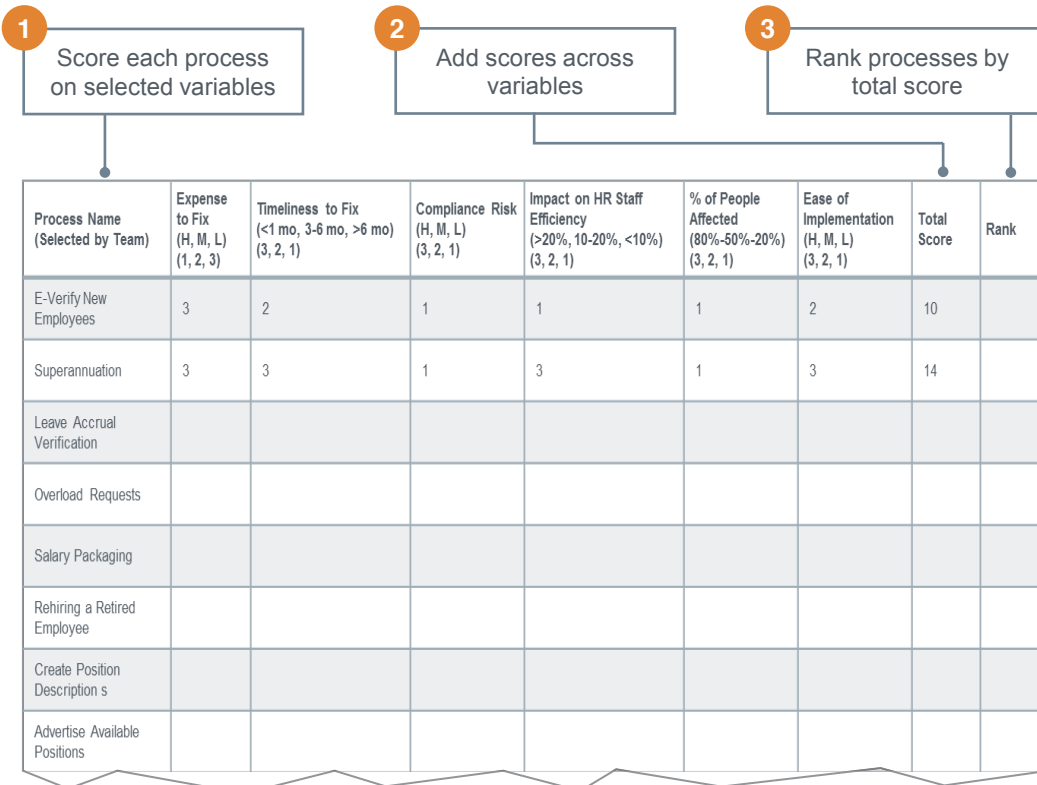 1
Score each process
on selected variables
2
Add scores across
variables
3
Rank processes by
total score
Process Name
(Selected by Team)
Expense
to Fix
(H, M, L)
(1, 2, 3)
Timeliness to Fix
(<1 mo, 3-6 mo, >6 mo)
(3, 2, 1)
Compliance Risk
(H, M, L)
(3, 2, 1)
Impact on HR Staff
Efficiency
(>20%, 10-20%, <10%)
(3, 2, 1)
% of People
Affected
(80%-50%-20%)
(3, 2, 1)
Ease of
Implementation
(H, M, L)
(3, 2, 1)
Total
Score
Rank
E-Verify New
Employees
3
2
1
1
1
2
10
Superannuation
3
3
1
3
1
3
14
Leave Accrual
Verification
Overload Requests
Salary Packaging
Rehiring a Retired
Employee
Create Position
Description s
Advertise Available
Positions